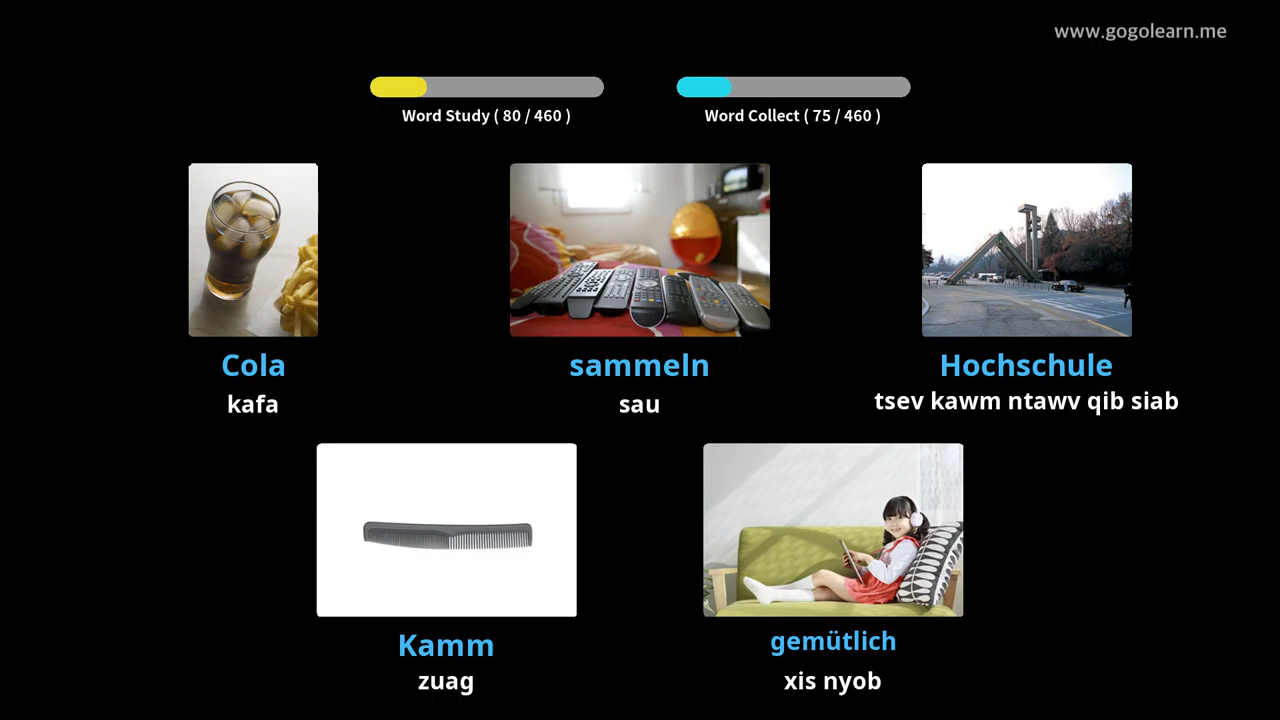 www.gogolearn.me
Word Study ( 80 / 460 )
Word Collect ( 75 / 460 )
Cola
kafa
sammeln
sau
Hochschule
tsev kawm ntawv qib siab
Kamm
zuag
gemütlich
xis nyob